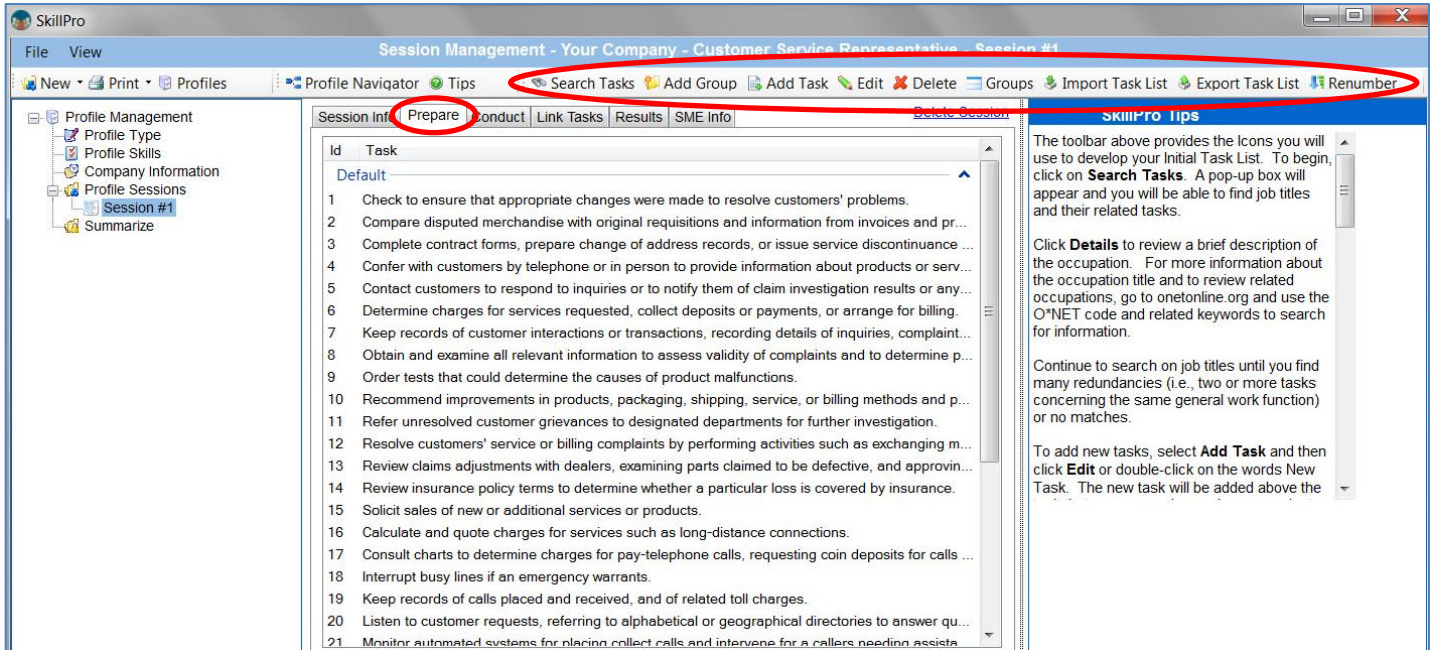 SkillPro
File View
Session Management - Your Company - Customer Service Representative - Session #1
New Print Profiles Profile Navigator Tips Search Tasks Add Group Add Task Edit Delete Groups Import Task List Export Task List Renumber
Profile Management
Profile Type
Profile Skills
Company Information
Profile Sessions
Session #1
Summarize
Session Info Prepare Conduct Link Tasks Results SME Info Delete Session
Id Task
Default
1 Check to ensure that appropriate changes were made to resolve customers' problems.
2 Compare disputed merchandise with original requisitions and information from invoices and pr...
3 Complete contract forms, prepare change of address records, or issue service discontinuance ...
4 Confer with customers by telephone or in person to provide information about products or serv...
5 Contact customers to respond to inquiries or to notify them of claim investigation results or any...
6 Determine charges for services requested, collect deposits or payments, or arrange for billing.
7 Keep records of customer interactions or transactions, recording details of inquiries, complaint...
8 Obtain and examine all relevant information to assess validity of complaints and to determine p...
9 Order tests that could determine the causes of product malfunctions.
10 Recommend improvements in products, packaging, shipping, service, or billing methods and p...
11 Refer unresolved customer grievances to designated departments for further investigation.
12 Resolve customers' service or billing complaints by performing activities such as exchanging m...
13 Review claims adjustments with dealers, examining parts claimed to be defective, and approvin...
14 Review insurance policy terms to determine whether a particular loss is covered by insurance.
15 Solicit sales of new or additional services or products.
16 Calculate and quote charges for services such as long-distance connections.
17 Consult charts to determine charges for pay-telephone calls, requesting coin deposits for calls ...
18 Interrupt busy lines if an emergency warrants.
19 Keep records of calls placed and received, and of related toll charges.
20 Listen to customer requests, referring to alphabetical or geographical directories to answer qu...
21 Monitor automated systems for placing collect calls and intervene for a callers needing assista
SkillPro Tips
The toolbar above provides the Icons you will
use to develop your Initial Task List. To begin,
click on Search Tasks. A pop-up box will
appear and you will be able to find job titles
and their related tasks.
Click Details to review a brief description of
the occupation. For more information about
the occupation title and to review related
occupations, go to onetonline.org and use the
O*NET code and related keywords to search
for information.
Continue to search on job titles until you find
many redundancies (i.e., two or more tasks
concerning the same general work function)
or no matches.
To add new tasks, select Add Task and then
click Edit or double-click on the words New
Task. The new task will be added above the